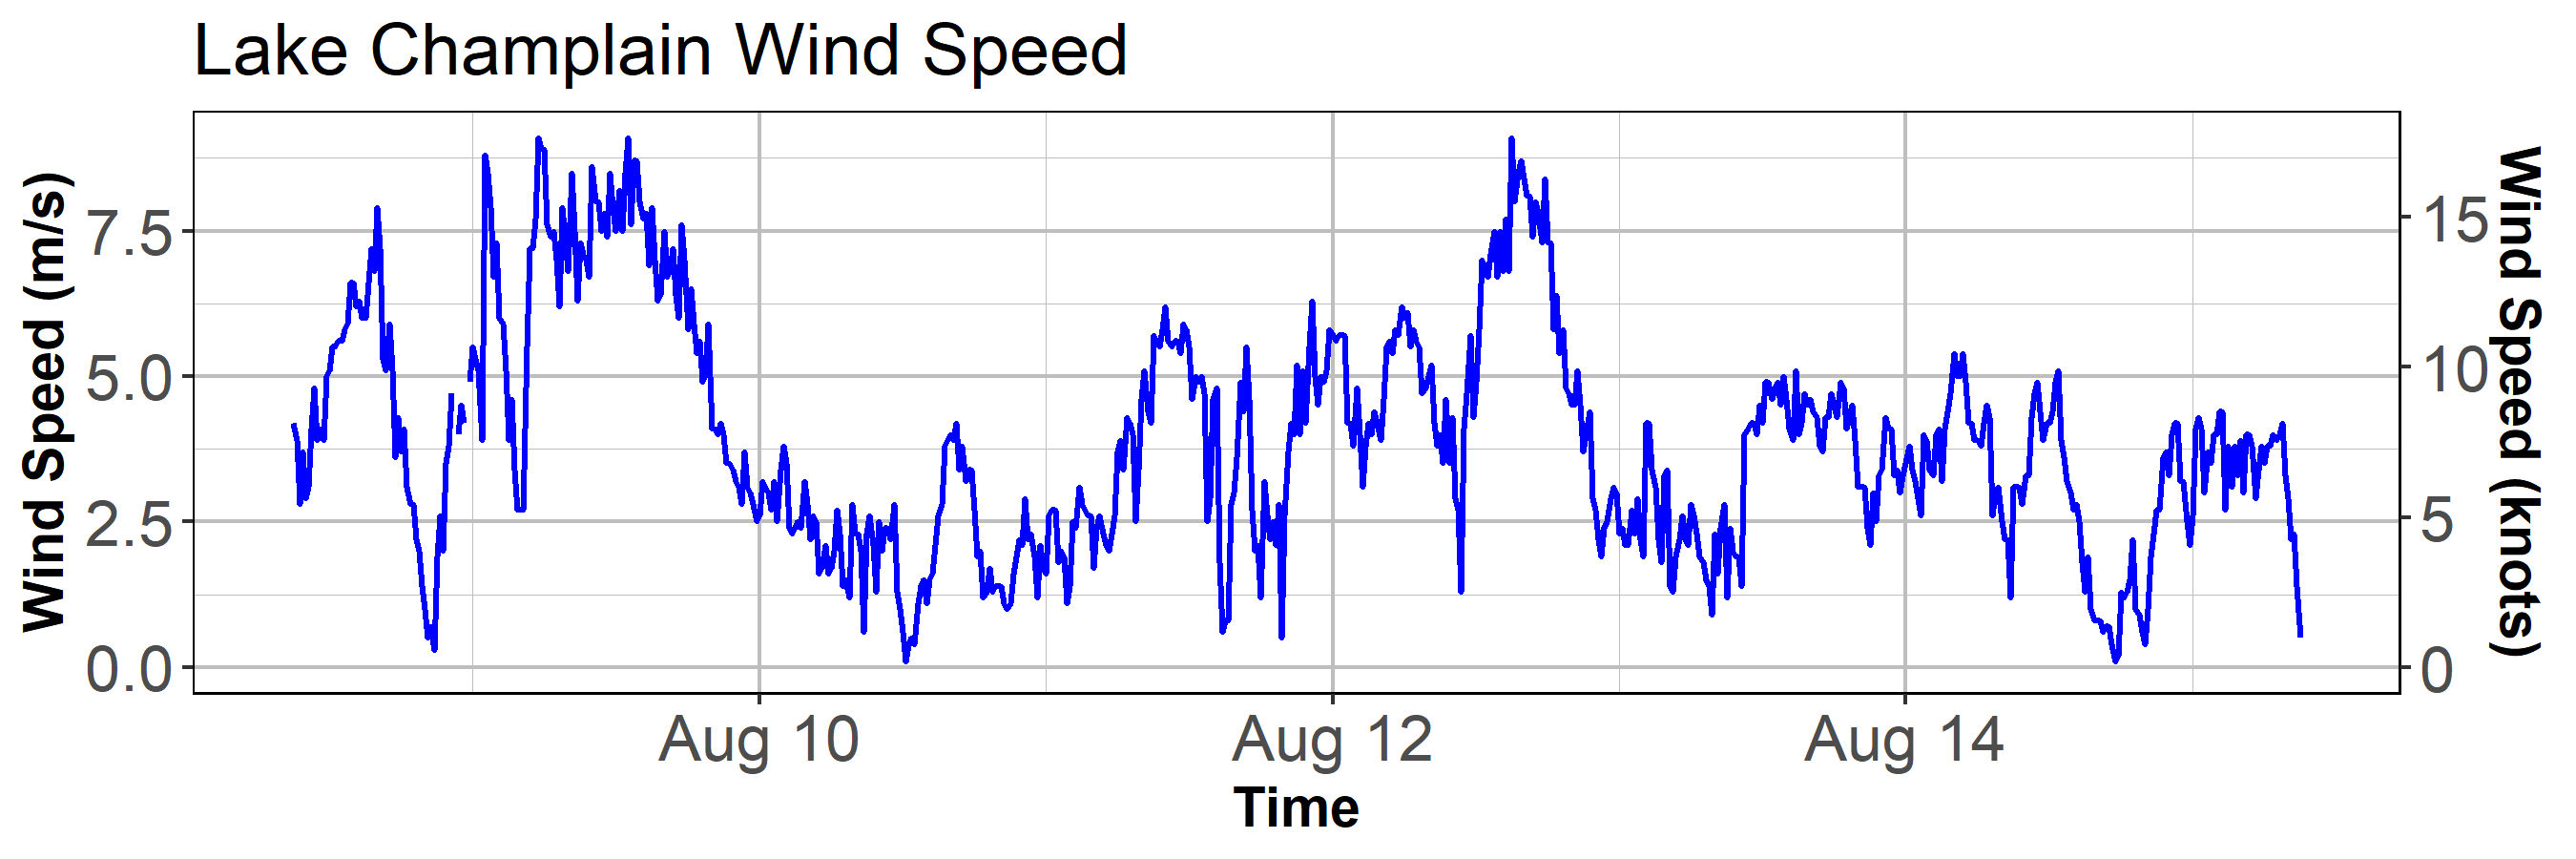 Lake Champlain Wind Speed
Wind Speed (m/s)
7.5
5.0
2.5
0.0
Wind Speed (knots)
15
10
5
0
Aug 10 Aug 12 Aug 14
Time